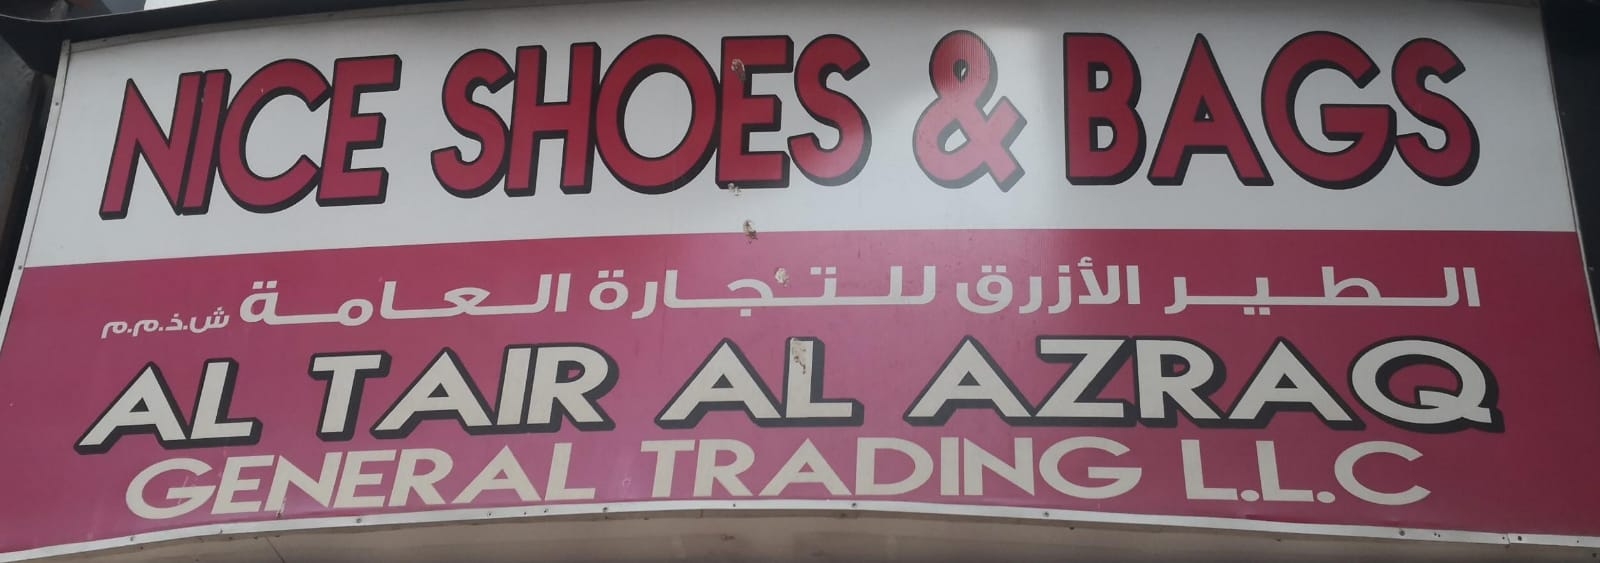 NICE SHOES & BAGS
الطير الأزرق للتجارة العامة ش.ذ.م.م
AL TAIR AL AZRAQ
GENERAL TRADING L.L.C